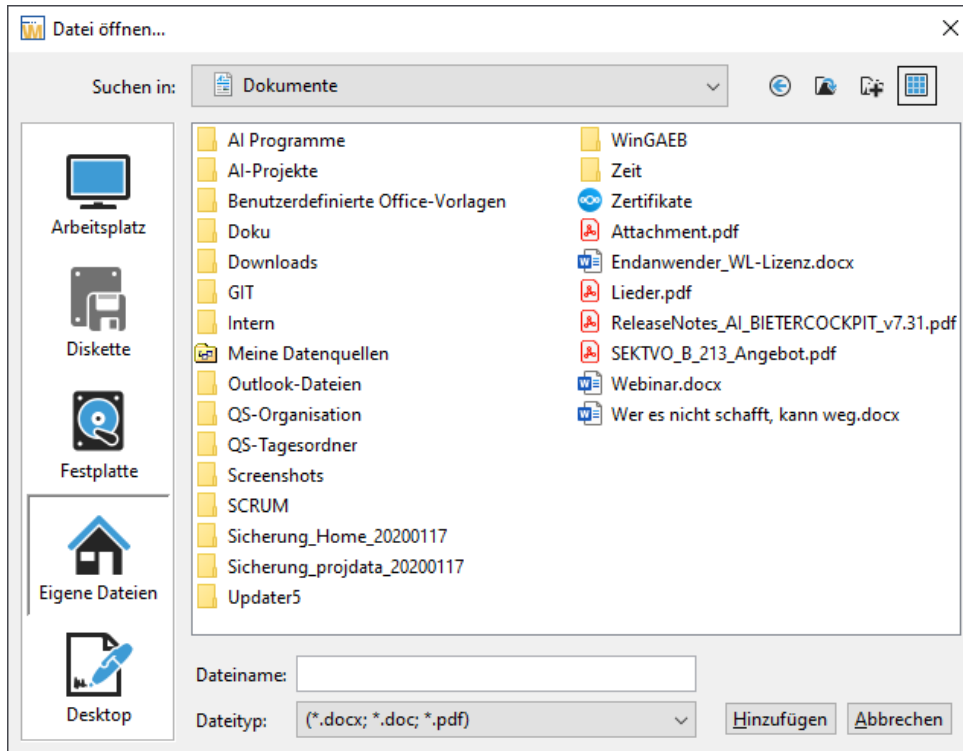 Datei öffnen...
Suchen in:
Dokumente
Arbeitsplatz
Diskette
Festplatte
Eigene Dateien
Desktop
AI Programme
AI-Projekte
Benutzerdefinierte Office-Vorlagen
Doku
Downloads
GIT
Intern
Meine Datenquellen
Outlook-Dateien
QS-Organisation
QS-Tagesordner
Screenshots
SCRUM
Sicherung_Home_20200117
Sicherung_projdata_20200117
Updater5
WinGAEB
Zeit
Zertifikate
Attachment.pdf
Endanwender_WL-Lizenz.docx
Lieder.pdf
ReleaseNotes_AI_BIETERCOCKPIT_v7.31.pdf
SEKTVO_B_213_Angebot.pdf
Webinar.docx
Wer es nicht schafft, kann weg.docx
Dateiname:
Dateityp:
(*.docx; *.doc; *.pdf)
Hinzufügen
Abbrechen